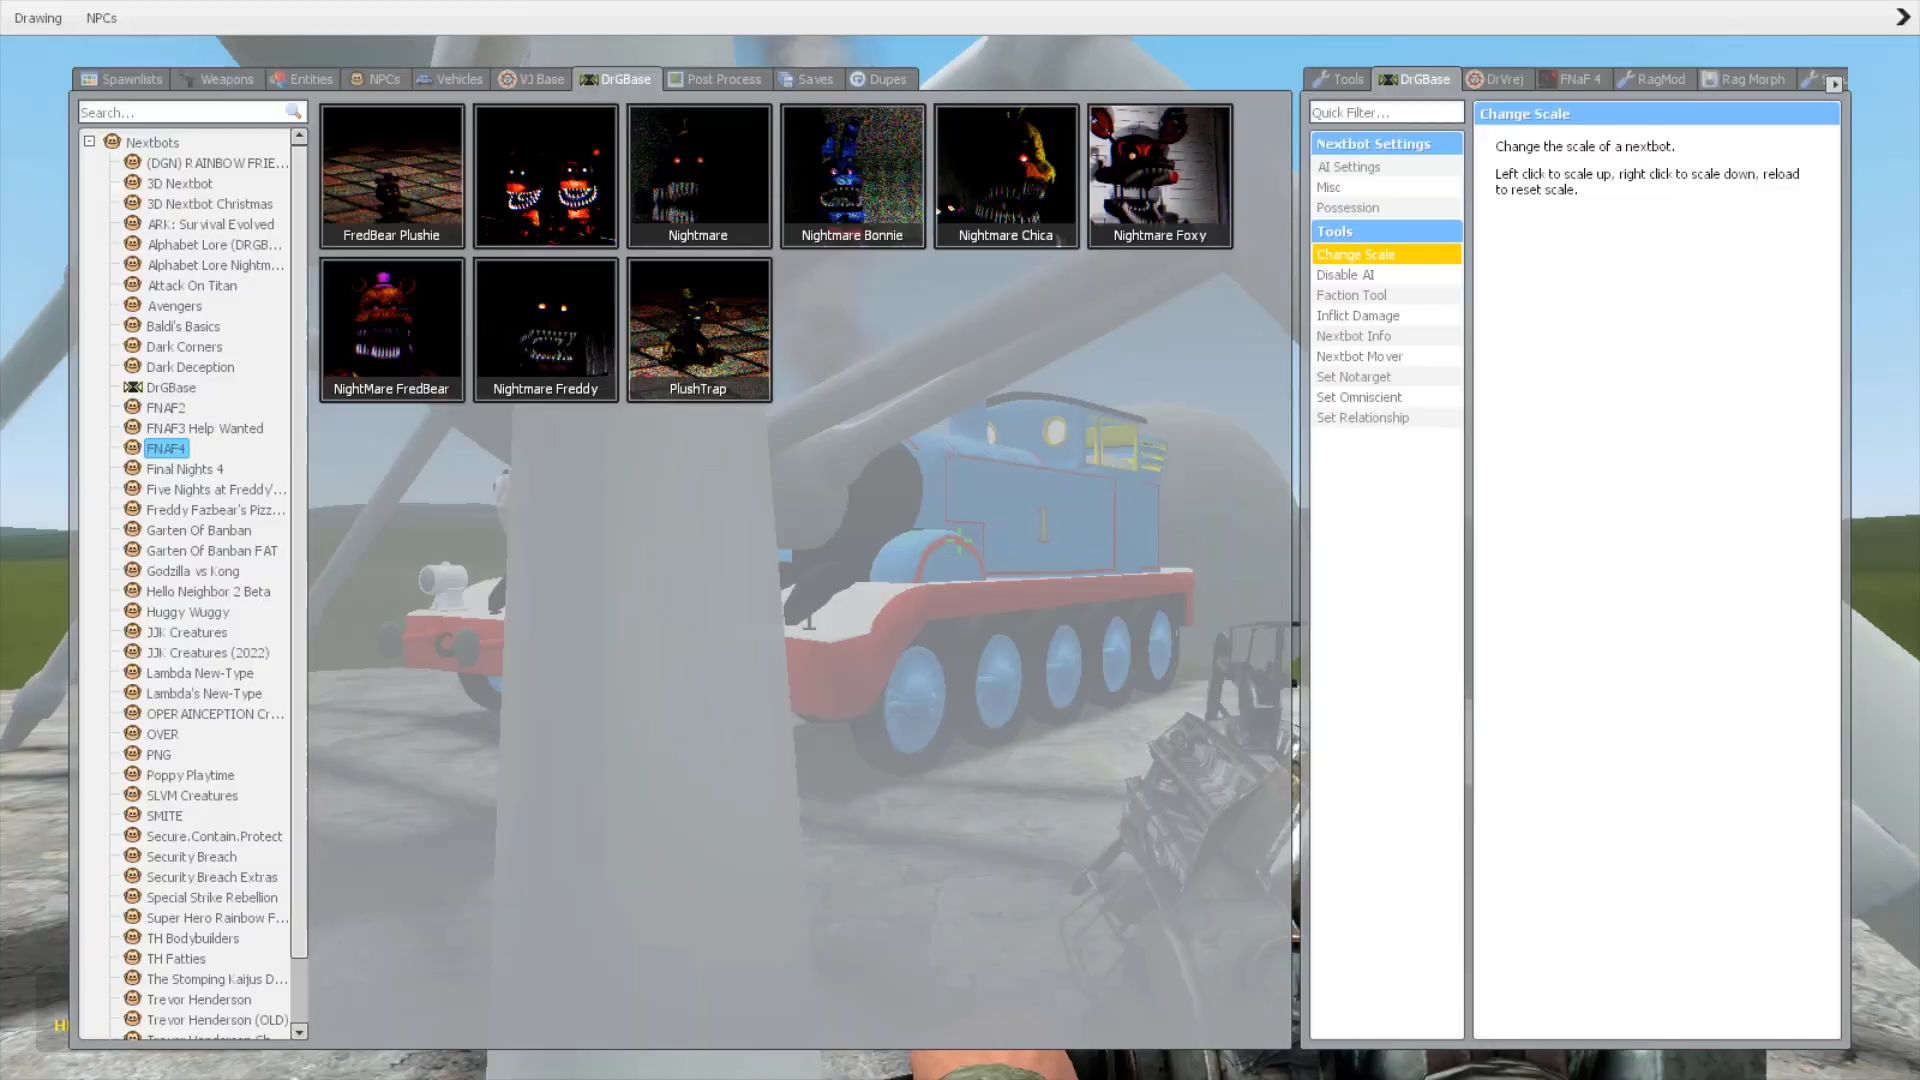 Drawing NPCs
Spawnlists Weapons Entities NPCs Vehicles VJ Base DrGBase Post Process Saves Dupes
Search...
Nextbots
(DGN) RAINBOW FRIE...
3D Nextbot
3D Nextbot Christmas
ARK: Survival Evolved
Alphabet Lore (DRGB...
Alphabet Lore Nightm...
Attack On Titan
Avengers
Baldi's Basics
Dark Corners
Dark Deception
DrGBase
FNAF2
FNAF3 Help Wanted
FNAF4
Final Nights 4
Five Nights at Freddy'...
Freddy Fazbear's Pizz...
Garten Of Banban
Garten Of Banban FAT
Godzilla vs Kong
Hello Neighbor 2 Beta
Huggy Wuggy
JJK Creatures
JJK Creatures (2022)
Lambda New-Type
Lambda's New-Type
OPERAINCEPTION Cr...
OVER
PNG
Poppy Playtime
SLVM Creatures
SMITE
Secure.Contain.Protect
Security Breach
Security Breach Extras
Special Strike Rebellion
Super Hero Rainbow F...
TH Bodybuilders
TH Fatties
The Stomping Kaijus D...
Trevor Henderson
Trevor Henderson (OLD)
FredBear Plushie
Nightmare
Nightmare Bonnie
Nightmare Chica
Nightmare Foxy
NightMare FredBear
Nightmare Freddy
PlushTrap
1
Tools DrGBase DrVrej FNaF 4 RagMod Rag Morph
Quick Filter...
Nextbot Settings
AI Settings
Misc
Possession
Tools
Change Scale
Disable AI
Faction Tool
Inflict Damage
Nextbot Info
Nextbot Mover
Set Notarget
Set Omniscient
Set Relationship
Change Scale
Change the scale of a nextbot.
Left click to scale up, right click to scale down, reload
to reset scale.